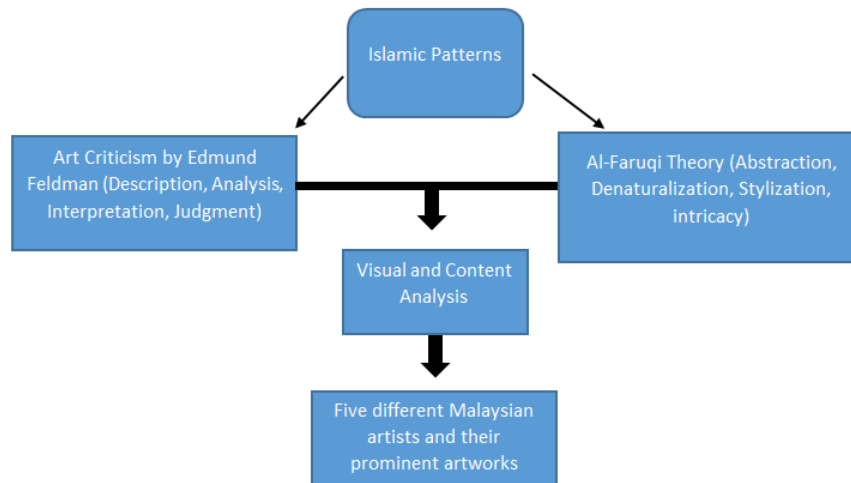 Islamic Patterns
Art Criticism by Edmund
Feldman (Description, Analysis,
Interpretation, Judgment)
Al-Faruqi Theory (Abstraction,
Denaturalization, Stylization,
intricacy)
Visual and Content
Analysis
Five different Malaysian
artists and their
prominent artworks